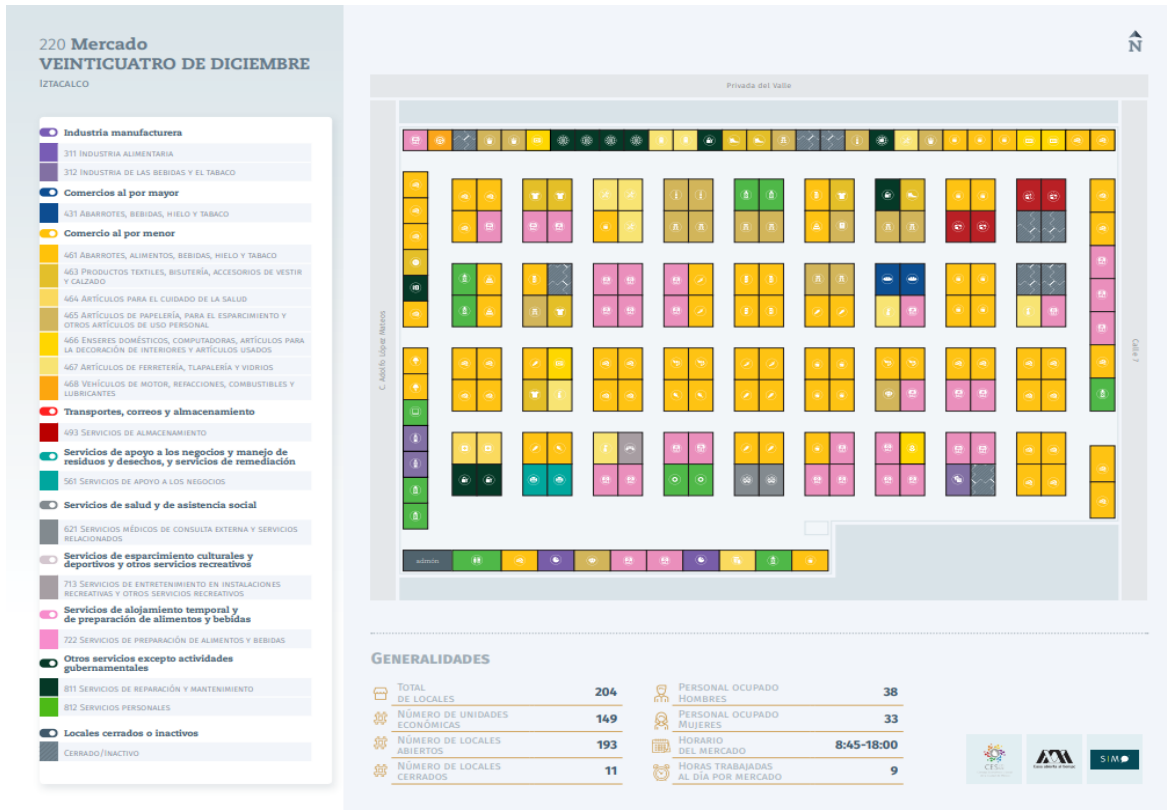 220 Mercado
VEINTICUATRO DE DICIEMBRE
IZTACALCO
Industria manufacturera
311 INDUSTRIA ALIMENTARIA
312 INDUSTRIA DE LAS BEBIDAS Y EL TABACO
Comercios al por mayor
431 ABARROTES, BEBIDAS, HIELO Y TABACO
Comercio al por menor
461 ABARROTES, ALIMENTOS, BEBIDAS, HIELO Y TABACO
463 PRODUCTOS TEXTILES, BISUTERÍA, ACCESORIOS DE VESTIR
Y CALZADO
464 ARTÍCULOS PARA EL CUIDADO DE LA SALUD
465 ARTÍCULOS DE PAPELERÍA, PARA EL ESPARCIMIENTO Y
OTROS ARTÍCULOS DE USO PERSONAL
466 ENSERES DOMÉSTICOS, COMPUTADORAS, ARTÍCULOS PARA
LA DECORACIÓN DE INTERIORES Y ARTÍCULOS USADOS
467 ARTÍCULOS DE FERRETERÍA, TLAPALERÍA Y VIDRIOS
468 VEHÍCULOS DE MOTOR, REFACCIONES, COMBUSTIBLES Y
LUBRICANTES
Transportes, correos y almacenamiento
493 SERVICIOS DE ALMACENAMIENTO
Servicios de apoyo a los negocios y manejo de
residuos y desechos, y servicios de remediación
561 SERVICIOS DE APOYO A LOS NEGOCIOS
Servicios de salud y de asistencia social
621 SERVICIOS MÉDICOS DE CONSULTA EXTERNA Y SERVICIOS
RELACIONADOS
Servicios de esparcimiento culturales y
deportivos y otros servicios recreativos
713 SERVICIOS DE ENTRETENIMIENTO EN INSTALACIONES
RECREATIVAS Y OTROS SERVICIOS RECREATIVOS
Servicios de alojamiento temporal y
de preparación de alimentos y bebidas
722 SERVICIOS DE PREPARACIÓN DE ALIMENTOS Y BEBIDAS
Otros servicios excepto actividades
gubernamentales
811 SERVICIOS DE REPARACIÓN Y MANTENIMIENTO
812 SERVICIOS PERSONALES
Locales cerrados o inactivos
CERRADO/INACTIVO
N
Privada del Valle
C. Adolfo López Mateos
Calle 7
admin
GENERALIDADES
TOTAL
DE LOCALES 204
NÚMERO DE UNIDADES
ECONÓMICAS 149
NÚMERO DE LOCALES
ABIERTOS 193
NÚMERO DE LOCALES
CERRADOS 11
PERSONAL OCUPADO
HOMBRES 38
PERSONAL OCUPADO
MUJERES 33
HORARIO
DEL MERCADO 8:45-18:00
HORAS TRABAJADAS
AL DÍA POR MERCADO 9
Casa abierta al tiempo
SIM